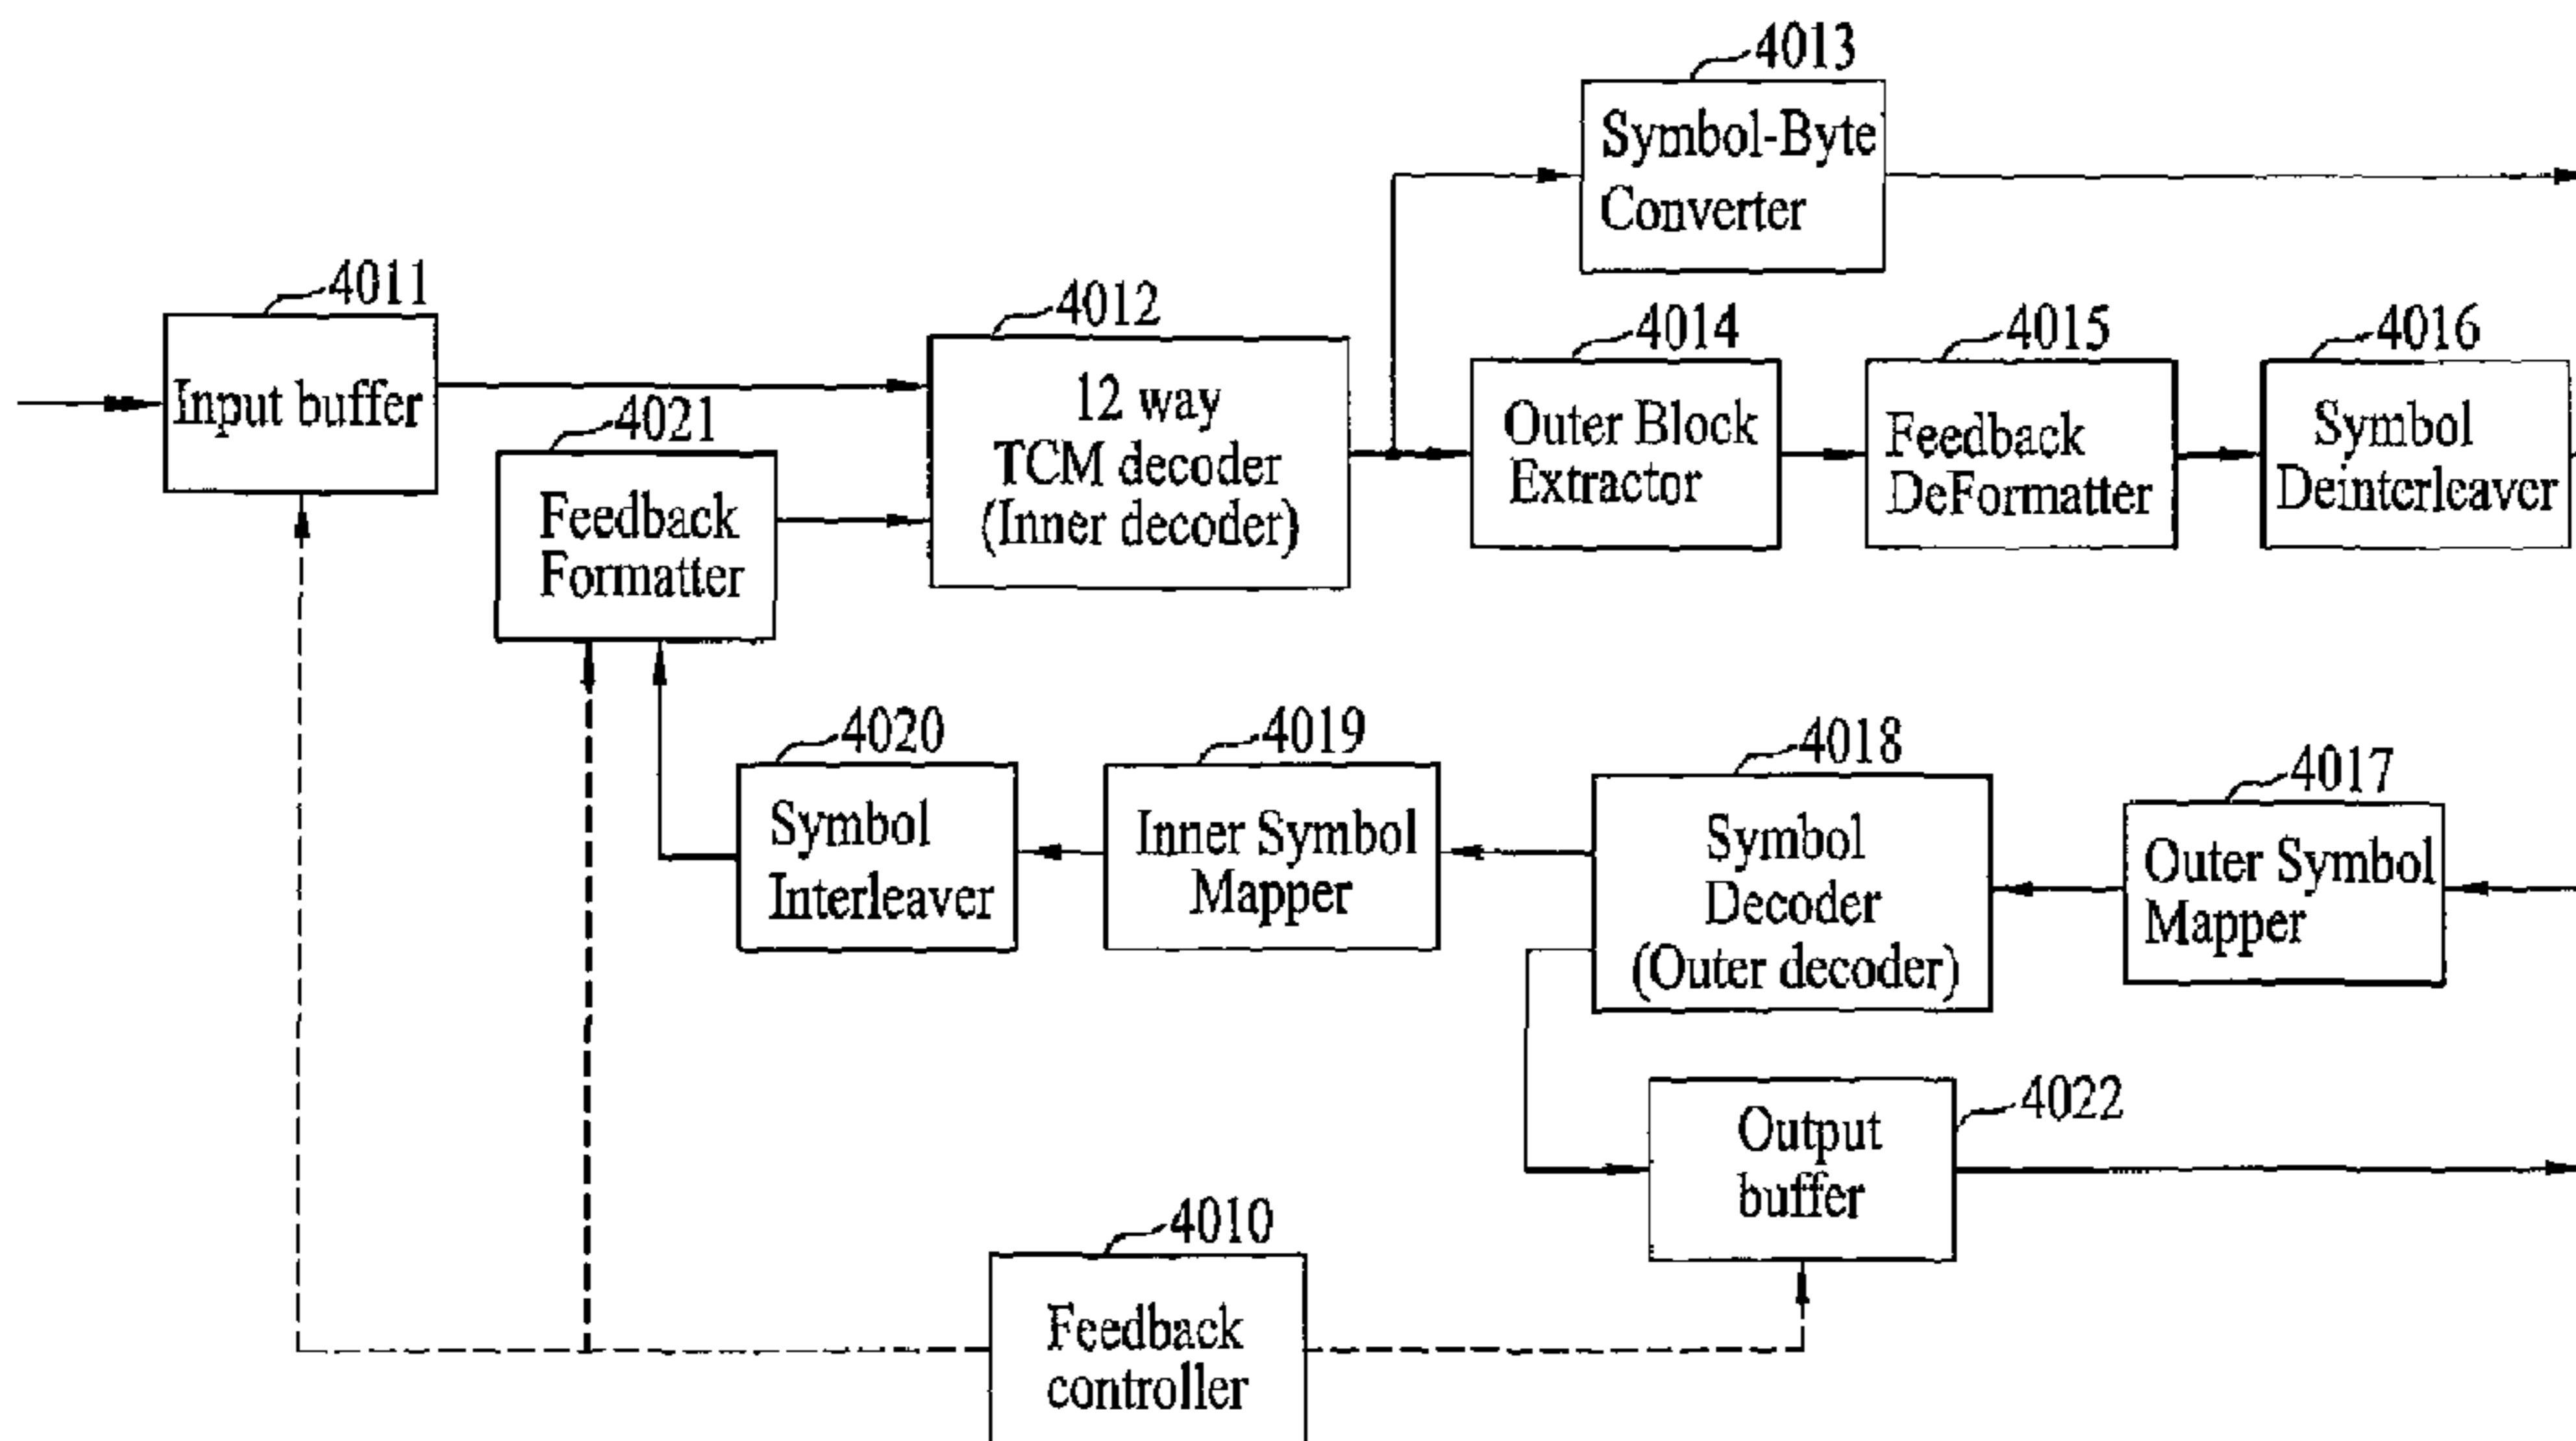 4013
Symbol-Byte
Converter
4011
Input buffer
4021
Feedback
Formatter
4012
12 way
TCM decoder
(Inner decoder)
4014
Outer Block
Extractor
4015
Feedback
DeFormatter
4016
Symbol
Deinterleaver
4020
Symbol
Interleaver
4019
Inner Symbol
Mapper
4018
Symbol
Decoder
(Outer decoder)
4017
Outer Symbol
Mapper
4022
Output
buffer
4010
Feedback
controller